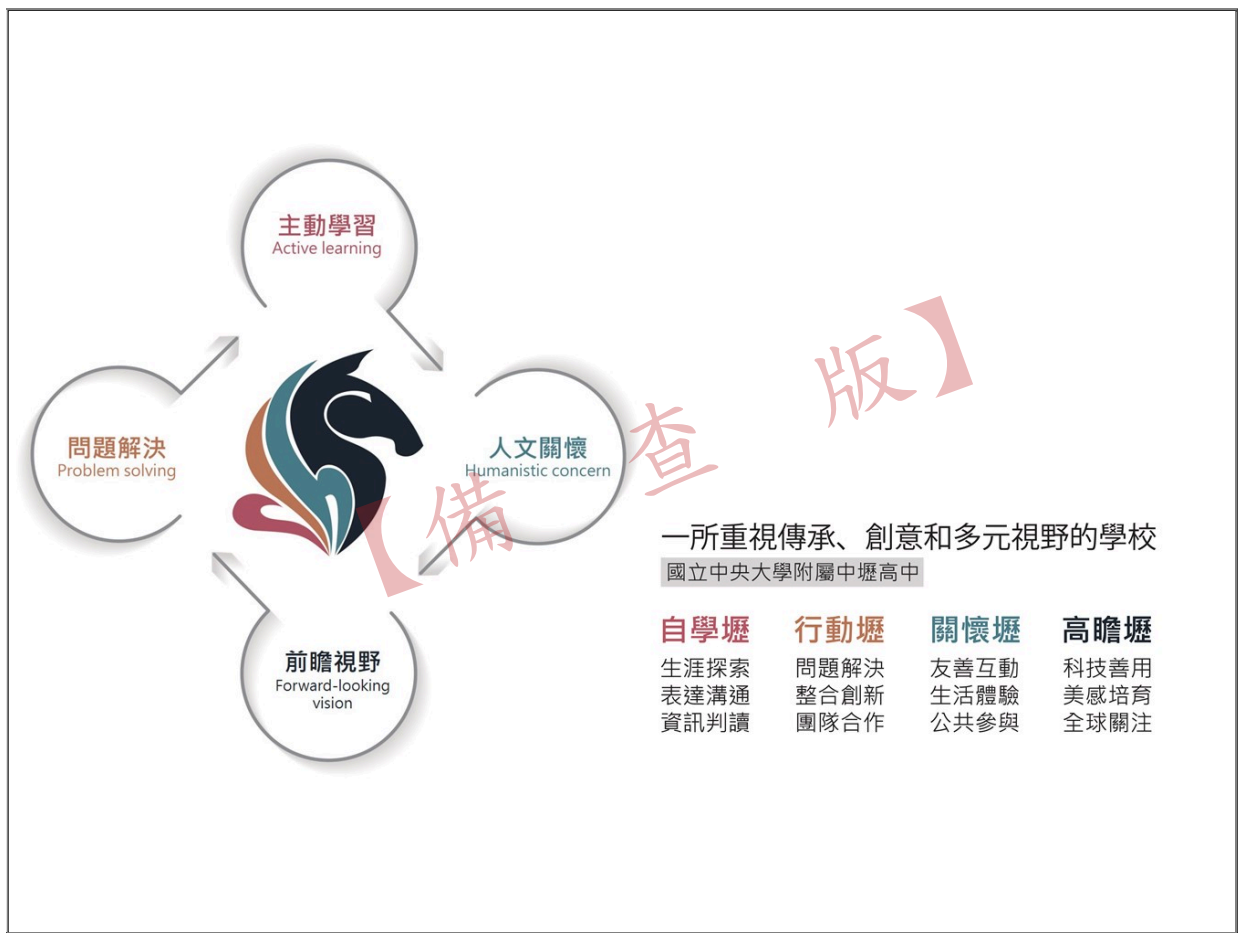 主動學習
Active learning
問題解決
Problem solving
人文關懷
Humanistic concern
前瞻視野
Forward-looking
vision
【備查版】
一所重視傳承、創意和多元視野的學校
國立中央大學附屬中壢高中
自學壢 行動壢 關懷壢 高瞻壢
生涯探索 問題解決 友善互動 科技善用
表達溝通 整合創新 生活體驗 美感培育
資訊判讀 團隊合作 公共參與 全球關注